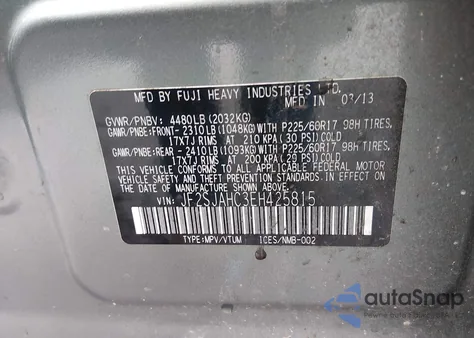 MFD BY FUJI HEAVY INDUSTRIES LTD.
IN 03/13
GVWR/PNBV: 4480LB (2032KG)
GAWR/PNBE:FRONT- 2310LB(1048KG)WITH P225/60R17 98H TIRES,
17X7J RIMS AT 210 KPA(30 PSI)COLD
GAWR/PNBE:REAR -2410LB(1093KG)WITH P225/60R17 98H TIRES,
17X7J RIMS AT 200 KPA(29 PSI)COLD
THIS VEHICLE CONFORMS TO ALL APPLICABLE FEDERAL MOTOR
VEHICLE SAFETY AND THEFT PREVENTION STANDARDS IN EFFECT
ON THE DATE OF MANUFACTURE SHOWN ABOVE.
VIN: JF2SJAHC3EH425815
TYPE:MPV/VTUM ICES/NMB-002
autoSnap